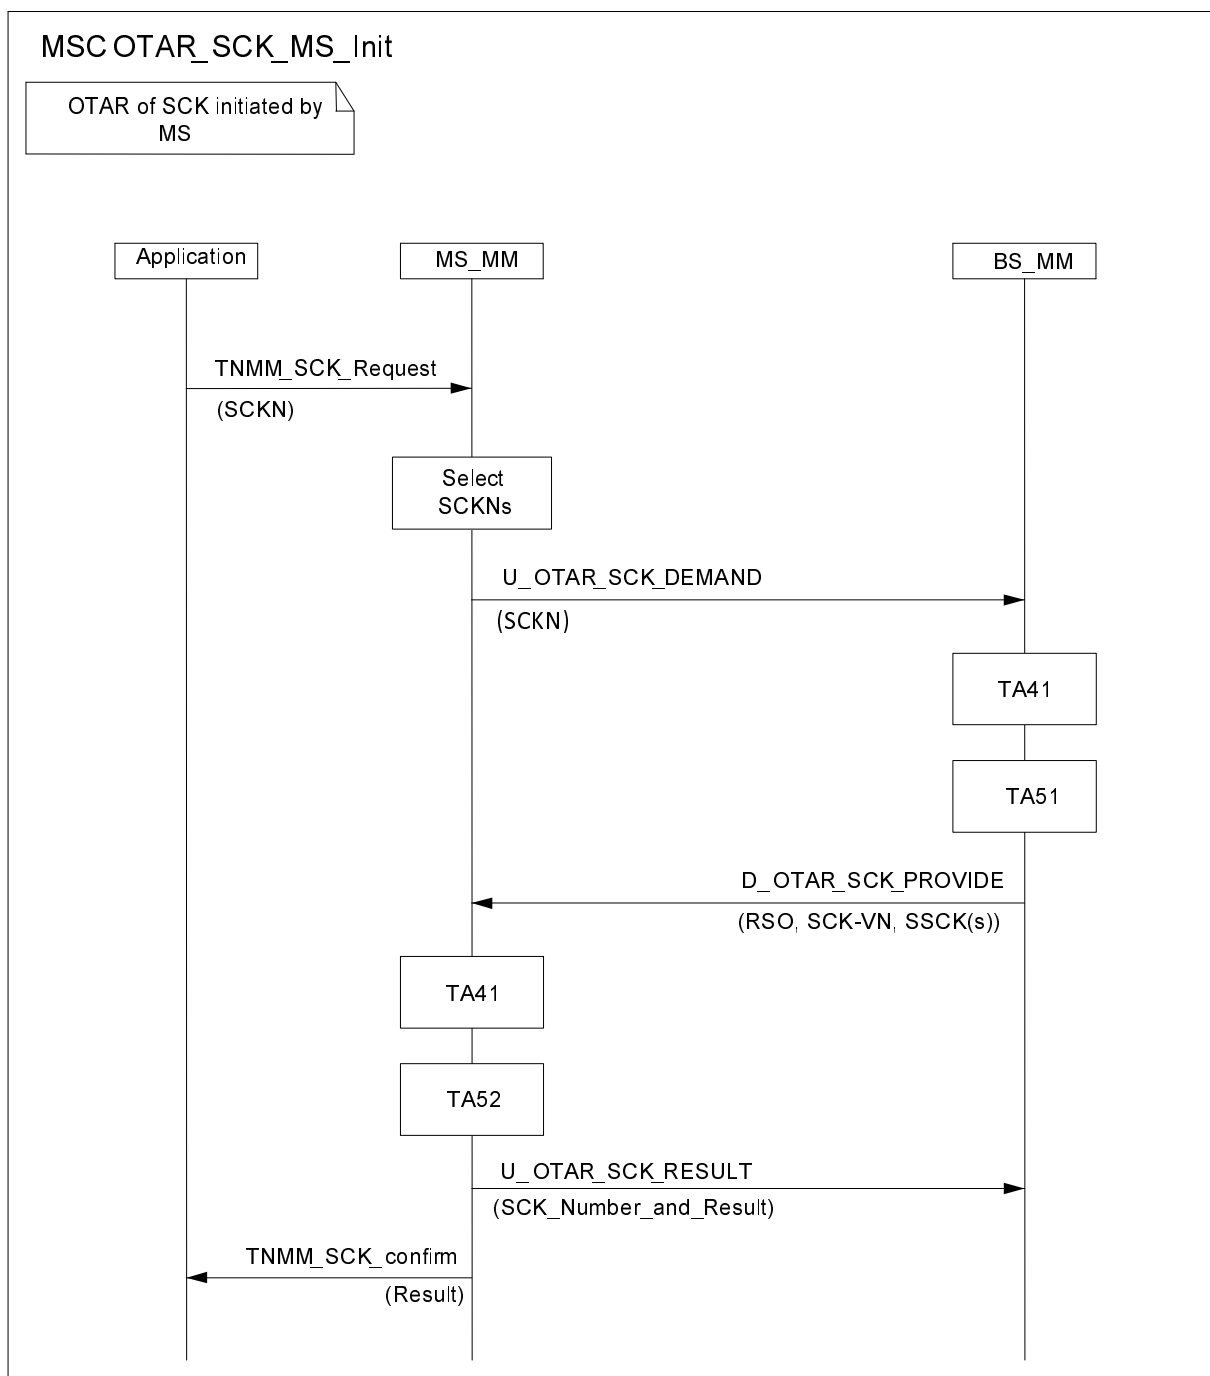 MSC OTAR_SCK_MS_Init
OTAR of SCK initiated by
MS
Application
MS_MM
BS_MM
TNMM_SCK_Request
(SCKN)
Select
SCKNs
U_OTAR_SCK_DEMAND
(SCKN)
TA41
TA51
D_OTAR_SCK_PROVIDE
(RSO, SCK-VN, SSCK(s))
TA41
TA52
U_OTAR_SCK_RESULT
(SCK_Number_and_Result)
TNMM_SCK_confirm
(Result)